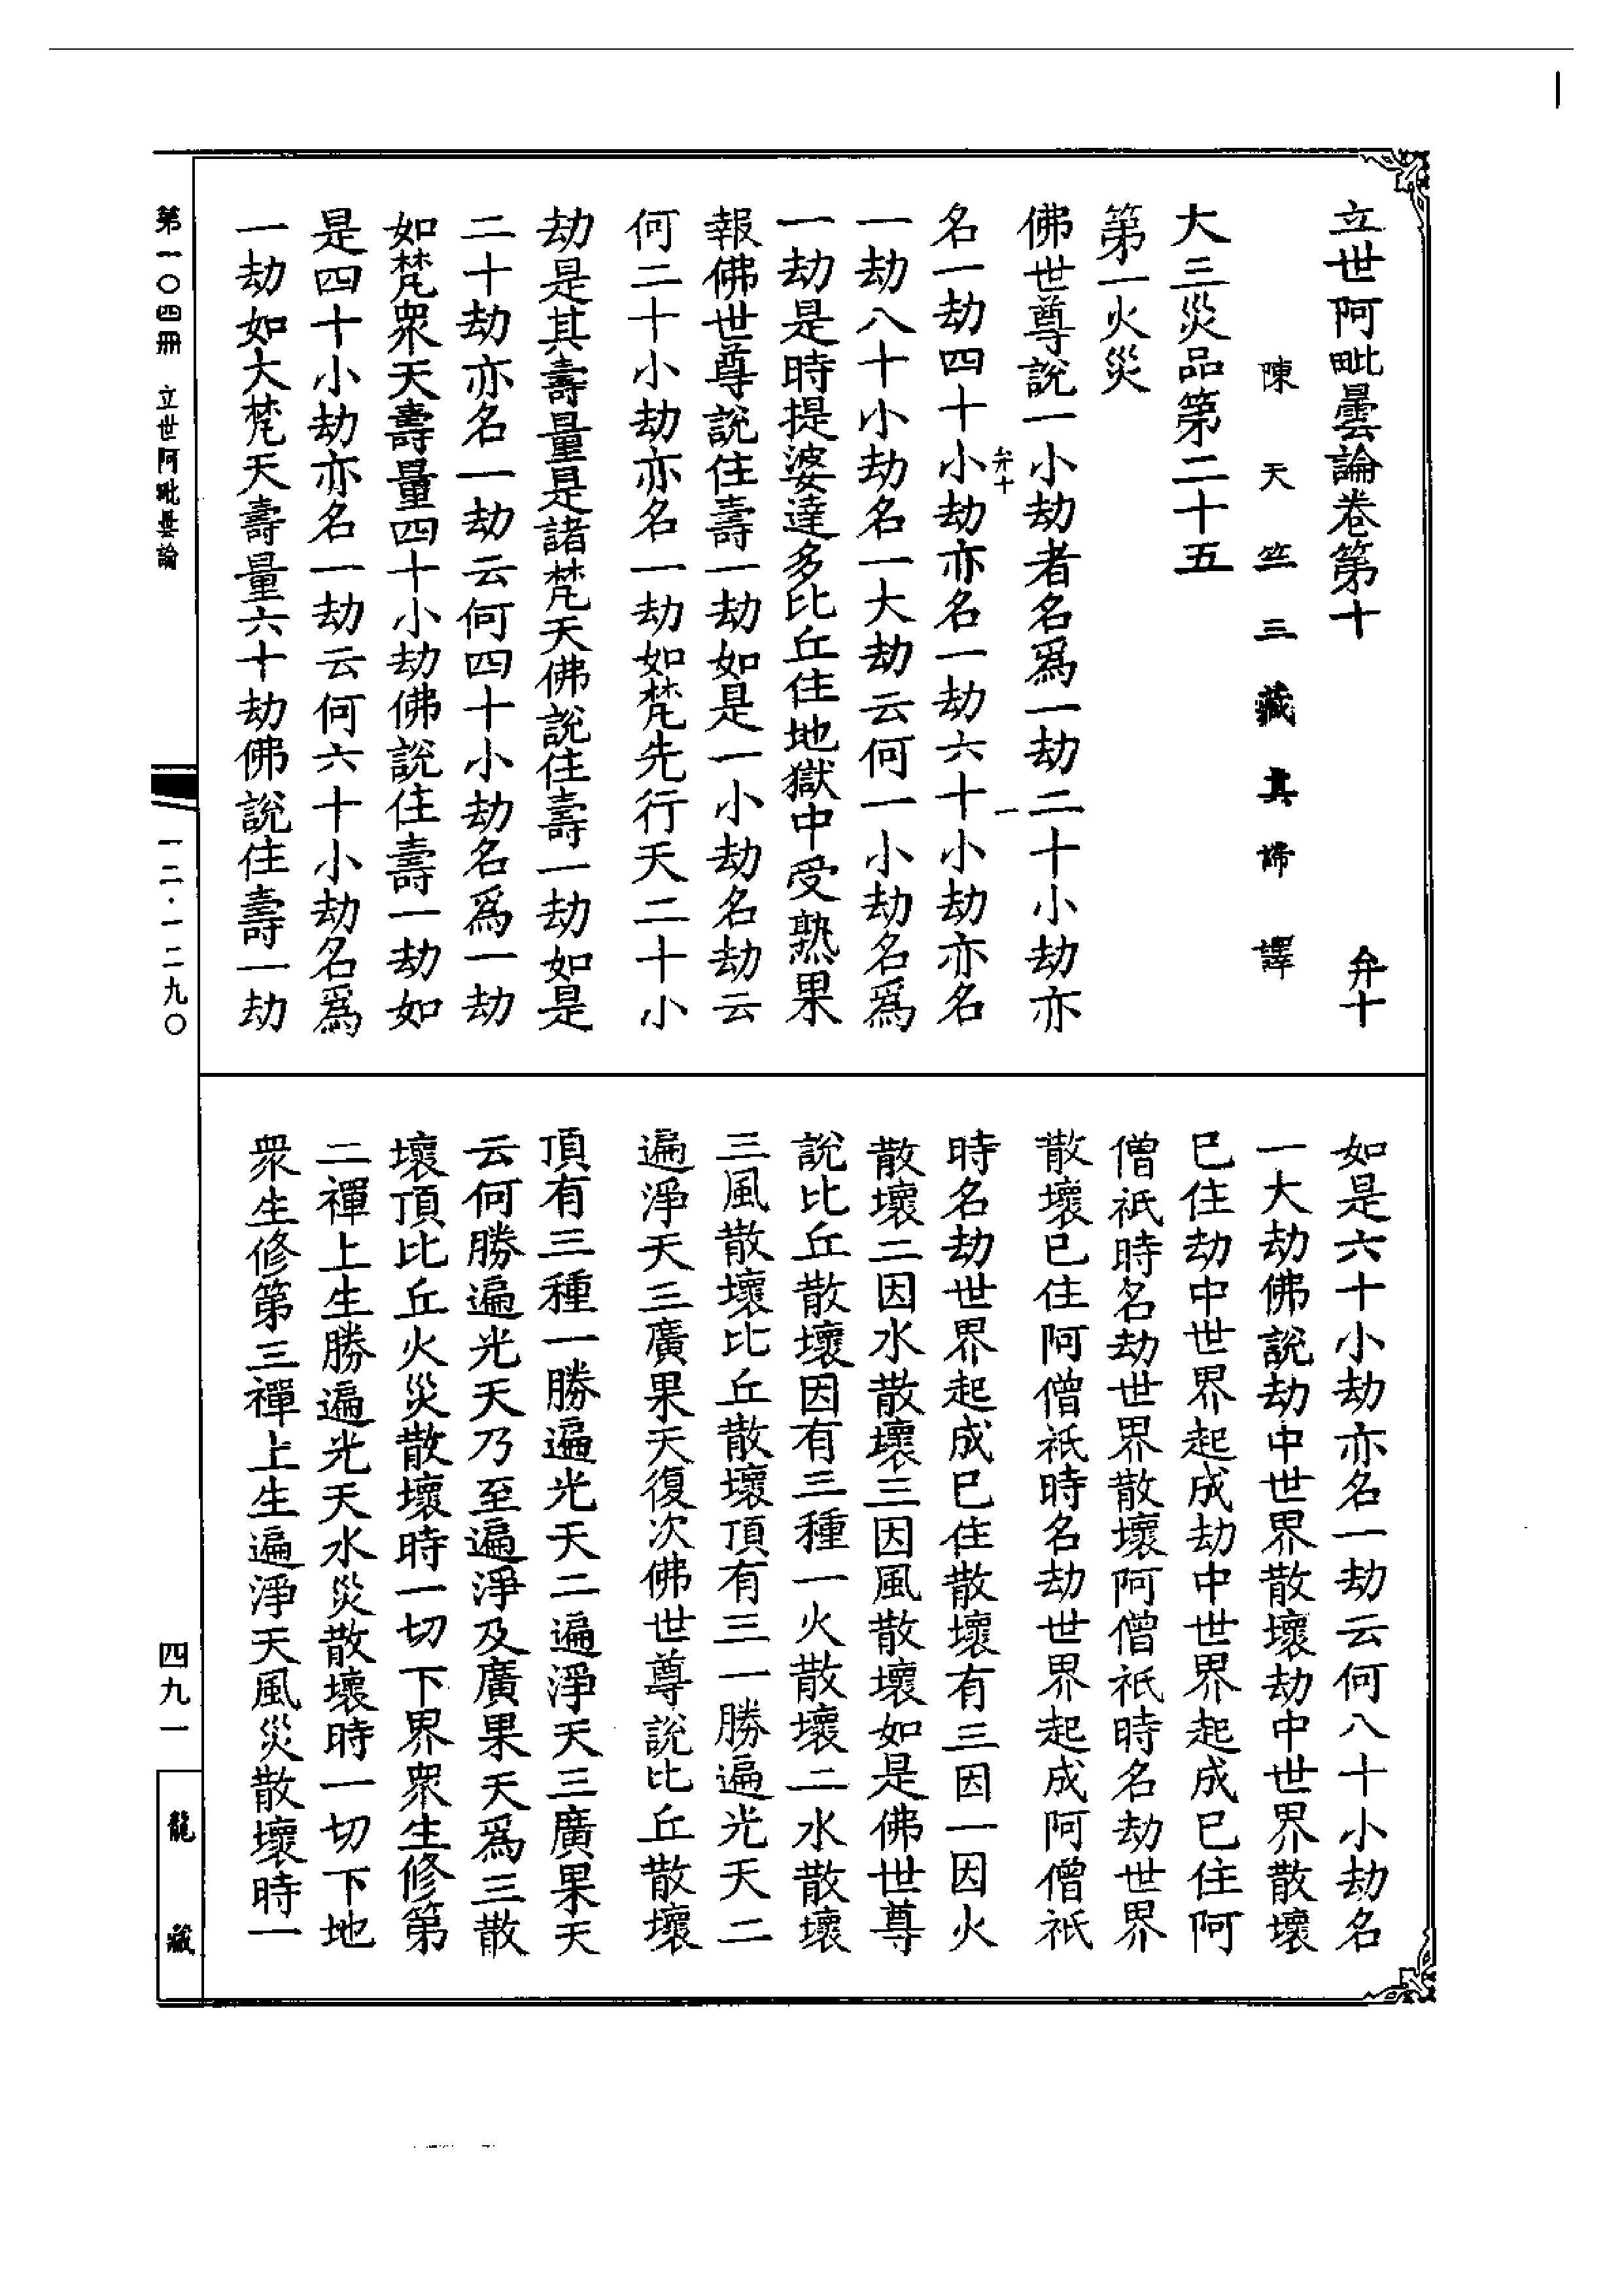 立世阿毗曇論卷第十 弁十
陳天竺三藏真諦譯
大三災品第二十五
第一火災
佛世尊說一小劫者名爲一劫二十小劫亦
弁十 一
名一劫四十小劫亦名一劫六十小劫亦名
一劫八十小劫名一大劫云何一小劫名爲
一劫是時提婆達多比丘住地獄中受熟果
報佛世尊說住壽一劫如是一小劫名劫云
何二十小劫亦名一劫如梵先行天二十小
劫是其壽量是諸梵天佛說住壽一劫如是
二十劫亦名一劫云何四十小劫名爲一劫
如梵眾天壽量四十小劫佛說住壽一劫如
是四十小劫亦名一劫云何六十小劫名爲
一劫如大梵天壽量六十劫佛說住壽一劫
如是六十小劫亦名一劫云何八十小劫名
一大劫佛說劫中世界散壞劫中世界散壞
已住劫中世界起成劫中世界起成已住阿
僧祇時名劫世界散壞阿僧祇時名劫世界
散壞已住阿僧祇時名劫世界起成阿僧祇
時名劫世界起成已住散壞有三因一因火
散壞二因水散壞三因風散壞如是佛世尊
說比丘散壞因有三種一火散壞二水散壞
三風散壞比丘散壞頂有三一勝遍光天二
遍淨天三廣果天復次佛世尊說比丘散壞
頂有三種一勝遍光天二遍淨天三廣果天
云何勝遍光天乃至遍淨及廣果天爲三散
壞頂比丘火災散壞時一切下界眾生修第
二禪上生勝遍光天水災散壞時一切下地
眾生修第三禪上生遍淨天風災散壞時一
第一〇四冊 立世阿毗曇論
一二·一二九〇
四九一
龍藏